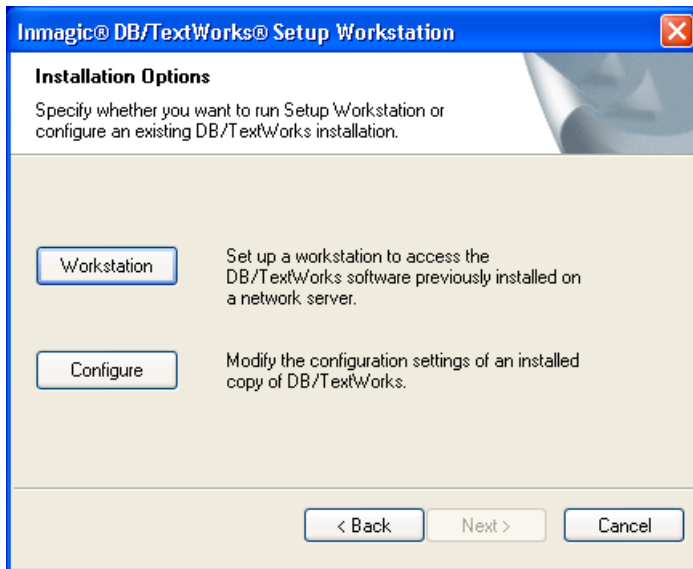 Inmagic® DB/TextWorks® Setup Workstation
Installation Options
Specify whether you want to run Setup Workstation or
configure an existing DB/TextWorks installation.
Workstation
Set up a workstation to access the
DB/TextWorks software previously installed on
a network server.
Configure
Modify the configuration settings of an installed
copy of DB/TextWorks.
< Back Next > Cancel